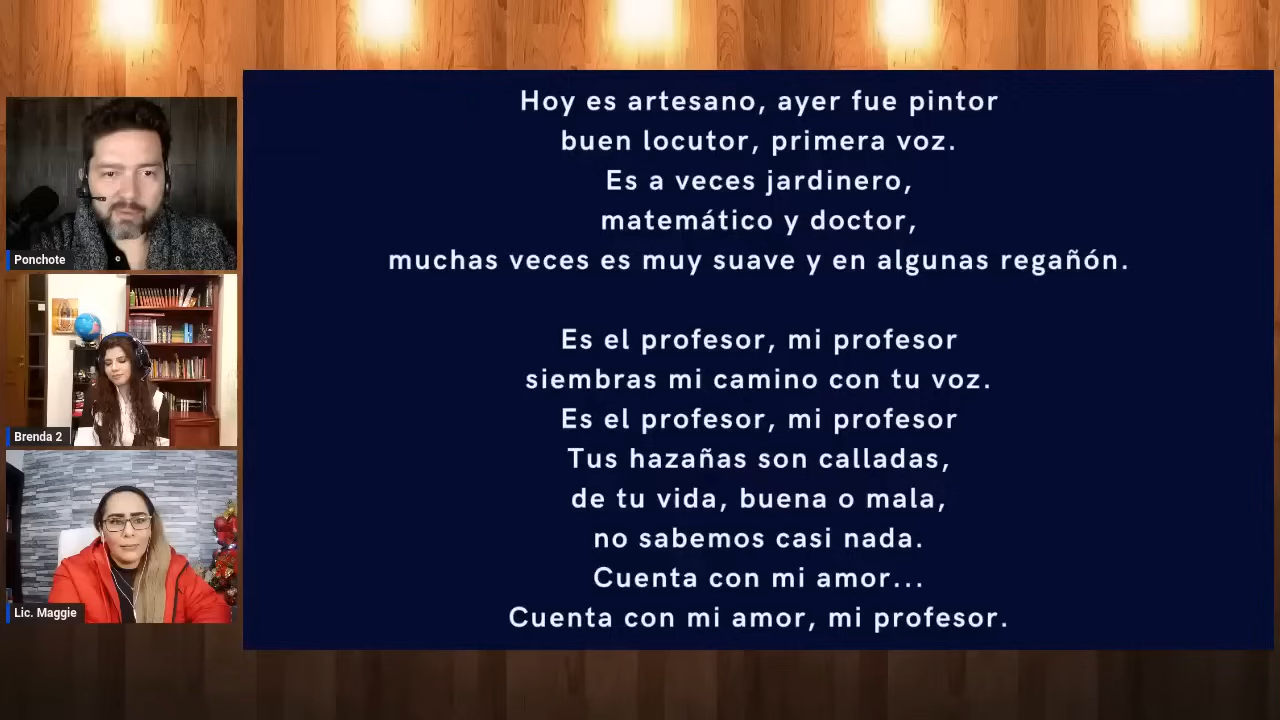 Hoy es artesano, ayer fue pintor
buen locutor, primera voz.
Es a veces jardinero,
matemático y doctor,
muchas veces es muy suave y en algunas regañón.
Es el profesor, mi profesor
siembras mi camino con tu voz.
Es el profesor, mi profesor
Tus hazañas son calladas,
de tu vida, buena o mala,
no sabemos casi nada.
Cuenta con mi amor...
Cuenta con mi amor, mi profesor.
Ponchote
Brenda 2
Lic. Maggie